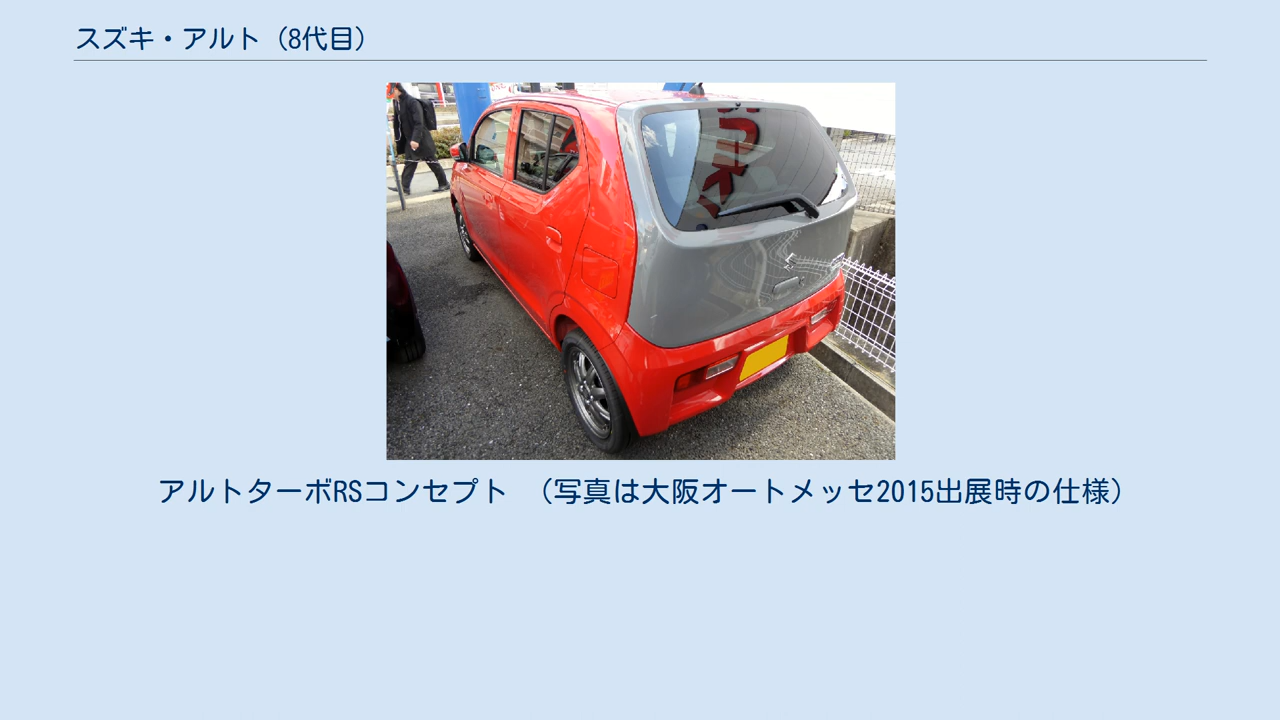 スズキ・アルト（8代目）
アルトターボRSコンセプト　（写真は大阪オートメッセ2015出展時の仕様）